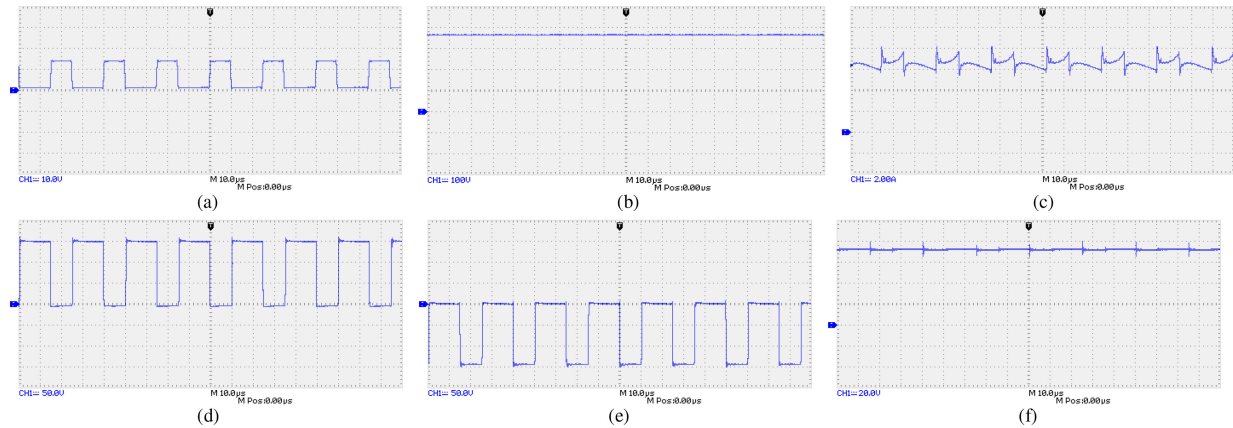 T
T
T
CH1 10.0V M 10.0µs
M Pos:0.00µs
CH1 100V M 10.0µs
M Pos:0.00µs
CH1 2.00A M 10.0µs
M Pos:0.00µs
(a)
(b)
(c)
T
T
T
CH1 50.0V M 10.0µs
M Pos:0.00µs
CH1 50.0V M 10.0µs
M Pos:0.00µs
CH1 20.0V M 10.0µs
M Pos:0.00µs
(d)
(e)
(f)